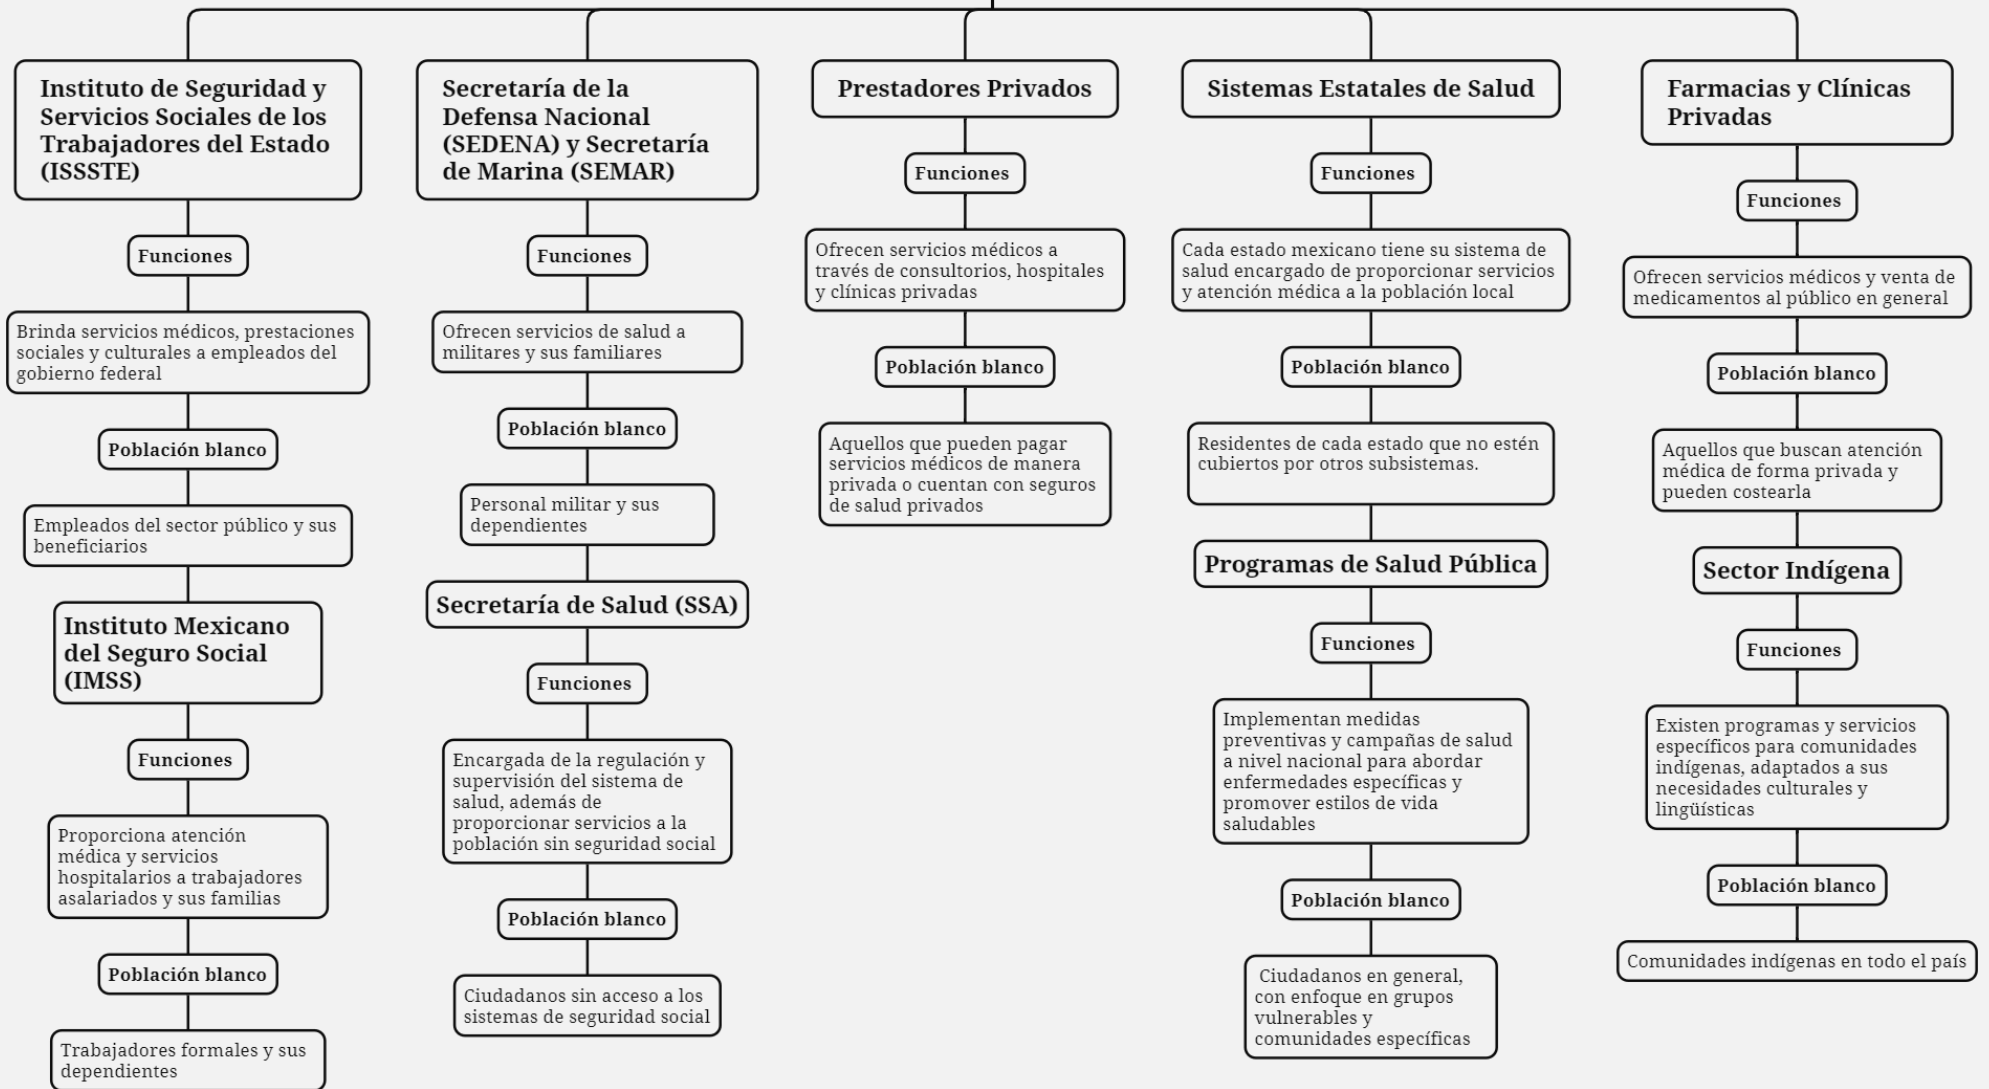 Instituto de Seguridad y
Servicios Sociales de los
Trabajadores del Estado
(ISSSTE)
Funciones
Brinda servicios médicos, prestaciones
sociales y culturales a empleados del
gobierno federal
Población blanco
Empleados del sector público y sus
beneficiarios
Instituto Mexicano
del Seguro Social
(IMSS)
Funciones
Proporciona atención
médica y servicios
hospitalarios a trabajadores
asalariados y sus familias
Población blanco
Trabajadores formales y sus
dependientes
Secretaría de la
Defensa Nacional
(SEDENA) y Secretaría
de Marina (SEMAR)
Funciones
Ofrecen servicios de salud a
militares y sus familiares
Población blanco
Personal militar y sus
dependientes
Secretaría de Salud (SSA)
Funciones
Encargada de la regulación y
supervisión del sistema de
salud, además de
proporcionar servicios a la
población sin seguridad social
Población blanco
Ciudadanos sin acceso a los
sistemas de seguridad social
Prestadores Privados
Funciones
Ofrecen servicios médicos a
través de consultorios, hospitales
y clínicas privadas
Población blanco
Aquellos que pueden pagar
servicios médicos de manera
privada o cuentan con seguros
de salud privados
Sistemas Estatales de Salud
Funciones
Cada estado mexicano tiene su sistema de
salud encargado de proporcionar servicios
y atención médica a la población local
Población blanco
Residentes de cada estado que no estén
cubiertos por otros subsistemas.
Programas de Salud Pública
Funciones
Implementan medidas
preventivas y campañas de salud
a nivel nacional para abordar
enfermedades específicas y
promover estilos de vida
saludables
Población blanco
Ciudadanos en general,
con enfoque en grupos
vulnerables y
comunidades específicas
Farmacias y Clínicas
Privadas
Funciones
Ofrecen servicios médicos y venta de
medicamentos al público en general
Población blanco
Aquellos que buscan atención
médica de forma privada y
pueden costearla
Sector Indígena
Funciones
Existen programas y servicios
específicos para comunidades
indígenas, adaptados a sus
necesidades culturales y
lingüísticas
Población blanco
Comunidades indígenas en todo el país